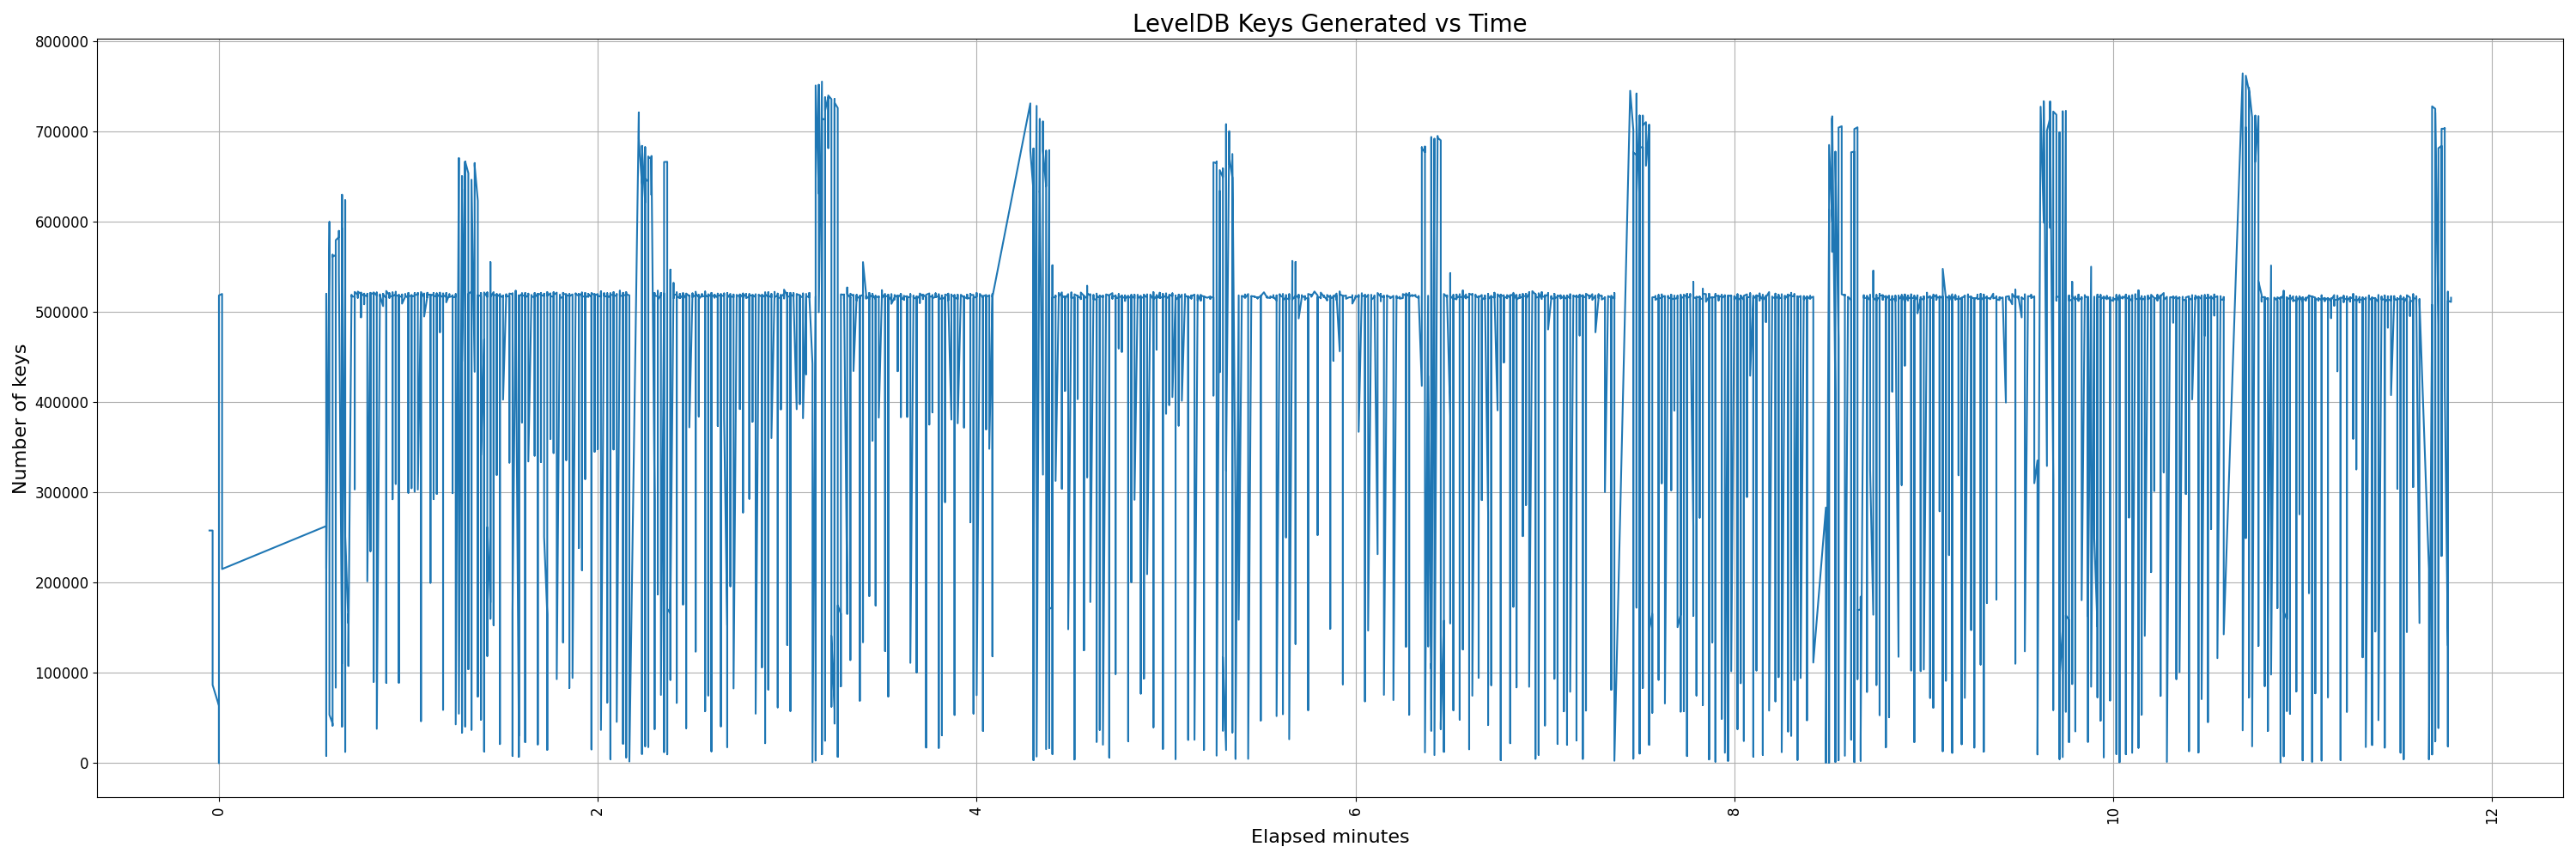 LevelDB Keys Generated vs Time
800000
700000
600000
500000
400000
300000
200000
100000
0
Number of keys
0 2 4 6 8 10 12
Elapsed minutes